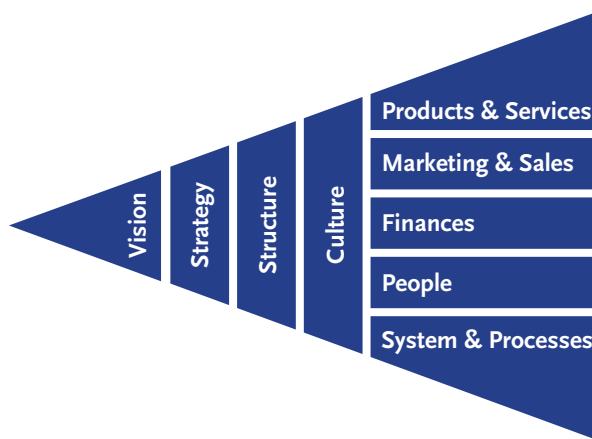 Vision
Strategy
Structure
Culture
Products & Services
Marketing & Sales
Finances
People
System & Processes